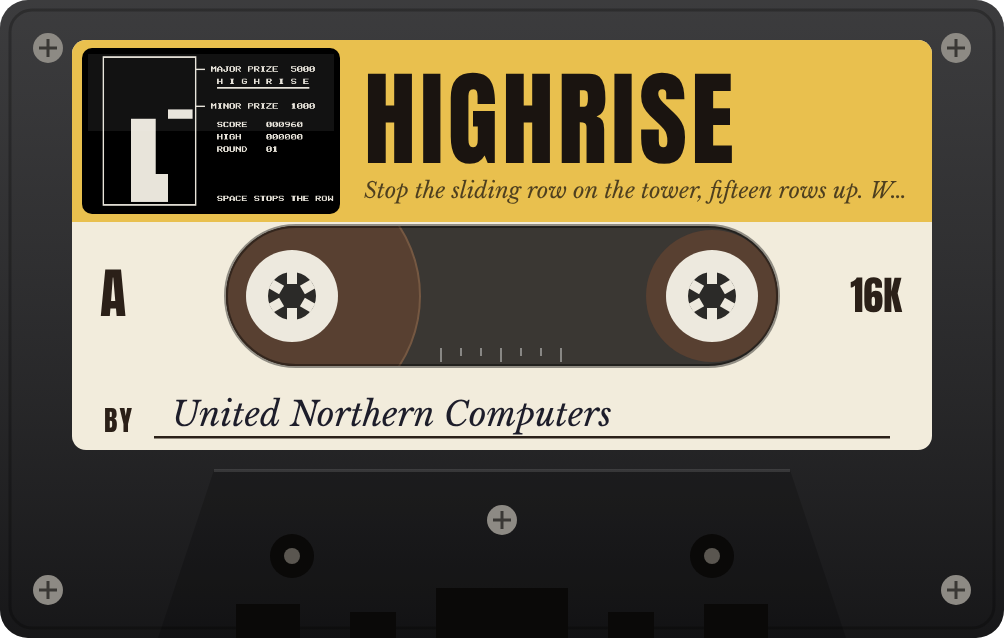 MAJOR PRIZE 5000
HIGHRISE
MINOR PRIZE 1000
SCORE 000960
HIGH 000000
ROUND 01
SPACE STOPS THE ROW
HIGHRISE
Stop the sliding row on the tower, fifteen rows up. W...
A
16K
BY United Northern Computers